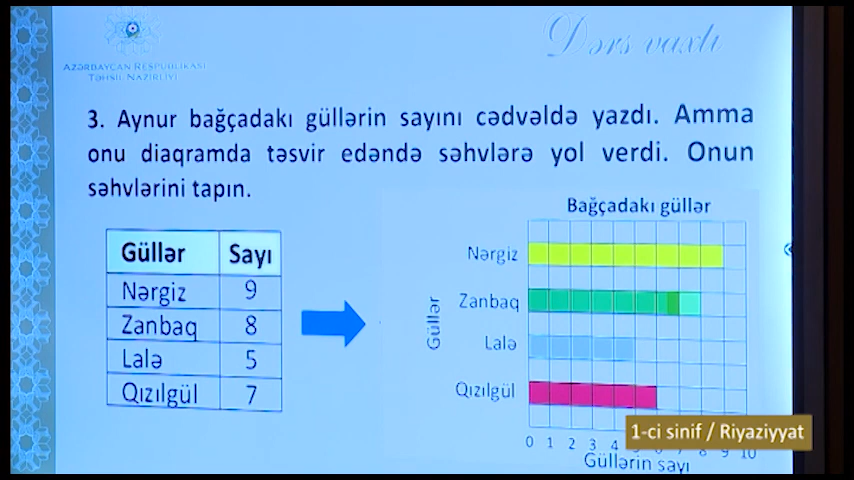 AZƏRBAYCAN RESPUBLİKASI
TƏHSİL NAZİRLİYİ
Dərs vaxtı
3. Aynur bağçadakı güllərin sayını cədvəldə yazdı. Amma
onu diaqramda təsvir edəndə səhvlərə yol verdi. Onun
səhvlərini tapın.
Güllər Sayı
Nərgiz 9
Zanbaq 8
Lalə 5
Qızılgül 7
Bağçadakı güllər
Güllər
Nərgiz
Zanbaq
Lalə
Qızılgül
0 1 2 3 4 8 9 10
Güllərin sayı
1-ci sinif / Riyaziyyat